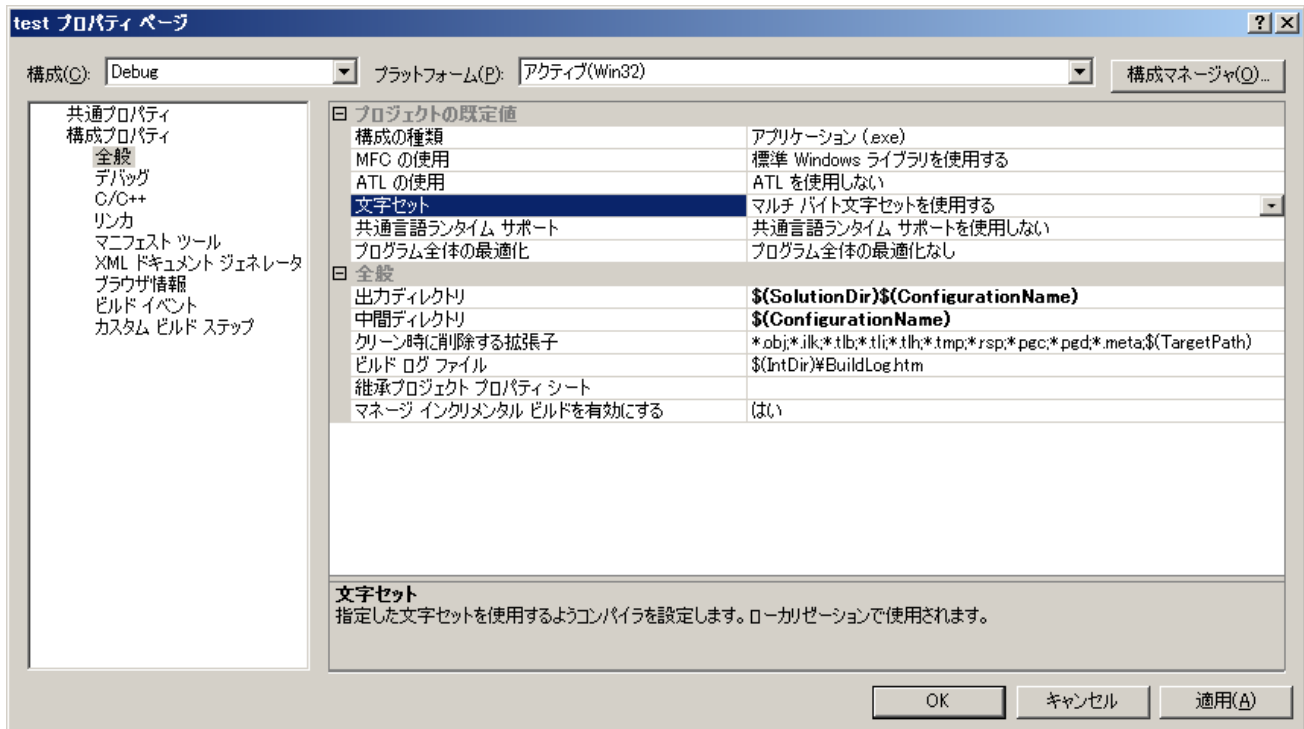 test プロパティ ページ
構成(C): Debug プラットフォーム(P): アクティブ(Win32) 構成マネージャ(O)...
共通プロパティ
構成プロパティ
全般
デバッグ
C/C++
リンカ
マニフェスト ツール
XML ドキュメント ジェネレータ
ブラウザ情報
ビルド イベント
カスタム ビルド ステップ
プロジェクトの既定値
構成の種類 アプリケーション (.exe)
MFC の使用 標準 Windows ライブラリを使用する
ATL の使用 ATL を使用しない
文字セット マルチ バイト文字セットを使用する
共通言語ランタイム サポート 共通言語ランタイム サポートを使用しない
プログラム全体の最適化 プログラム全体の最適化なし
全般
出力ディレクトリ $(SolutionDir)$(ConfigurationName)
中間ディレクトリ $(ConfigurationName)
クリーン時に削除する拡張子 *.obj;*.ilk;*.tlb;*.tli;*.tlh;*.tmp;*.rsp;*.pgc;*.pgd;*.meta;$(TargetPath)
ビルド ログ ファイル $(IntDir)¥BuildLog.htm
継承プロジェクト プロパティ シート
マネージ インクリメンタル ビルドを有効にする はい
文字セット
指定した文字セットを使用するようコンパイラを設定します。ローカリゼーションで使用されます。
OK キャンセル 適用(A)